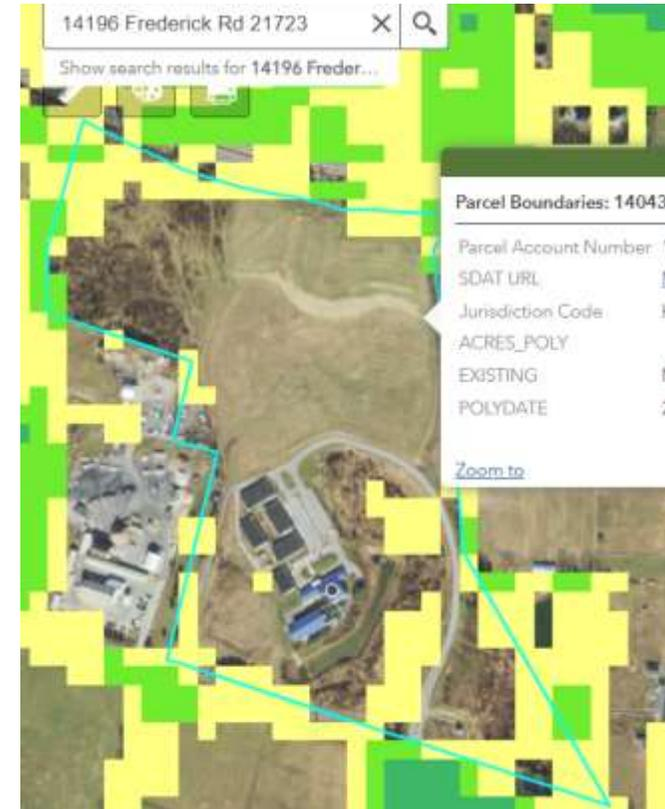 14196 Frederick Rd 21723
Show search results for 14196 Freder...
Parcel Boundaries: 14043
Parcel Account Number
SDAT URL
Jurisdiction Code
ACRES_POLY
EXISTING
POLYDATE
Zoom to